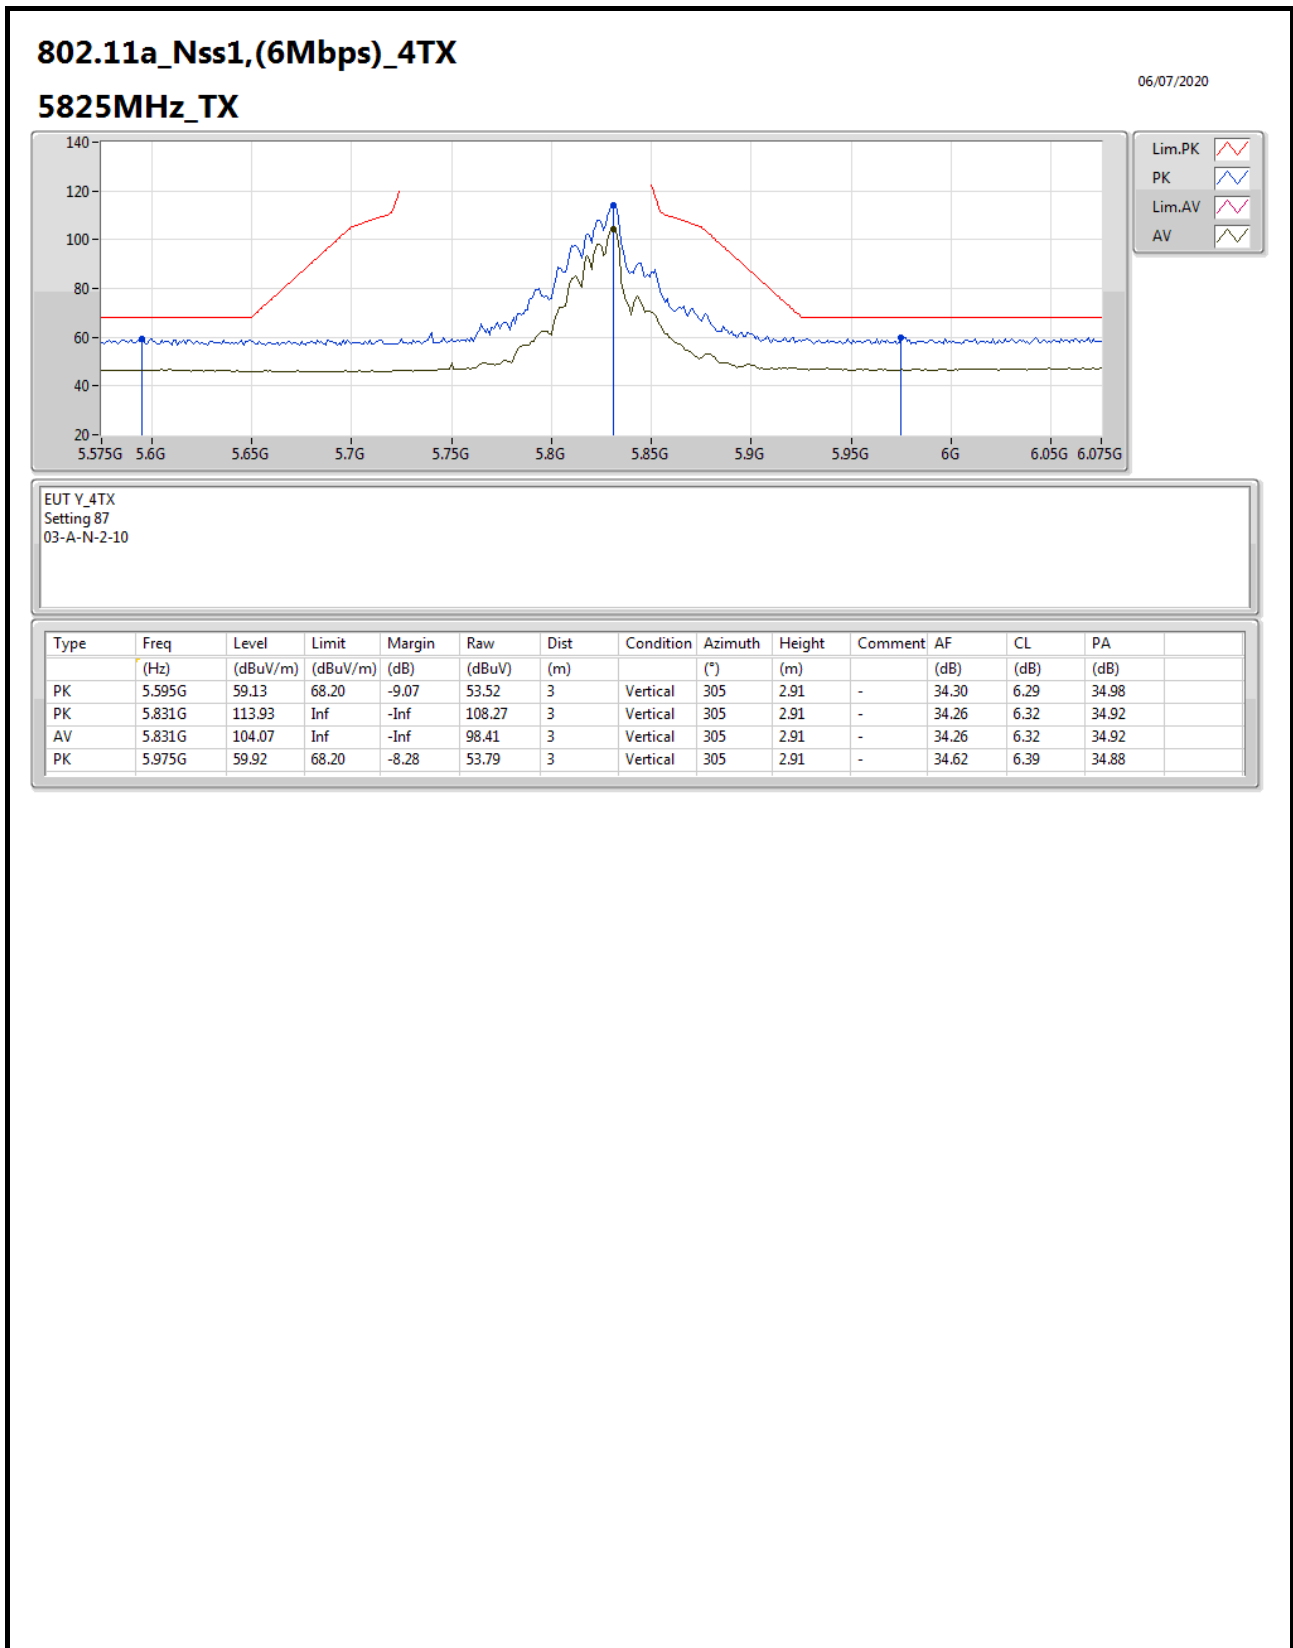 802.11a_Nss1,(6Mbps)_4TX
06/07/2020
5825MHz_TX
140
120
100
80
60
40
20
5.575G 5.6G 5.65G 5.7G 5.75G 5.8G 5.85G 5.9G 5.95G 6G 6.05G 6.075G
Lim.PK
PK
Lim.AV
AV
EUT Y_4TX
Setting 87
03-A-N-2-10
Type Freq Level Limit Margin Raw Dist Condition Azimuth Height Comment AF CL PA
(Hz) (dBuV/m) (dBuV/m) (dB) (dBuV) (m) (°) (m) (dB) (dB) (dB)
PK 5.595G 59.13 68.20 -9.07 53.52 3 Vertical 305 2.91 - 34.30 6.29 34.98
PK 5.831G 113.93 Inf -Inf 108.27 3 Vertical 305 2.91 - 34.26 6.32 34.92
AV 5.831G 104.07 Inf -Inf 98.41 3 Vertical 305 2.91 - 34.26 6.32 34.92
PK 5.975G 59.92 68.20 -8.28 53.79 3 Vertical 305 2.91 - 34.62 6.39 34.88